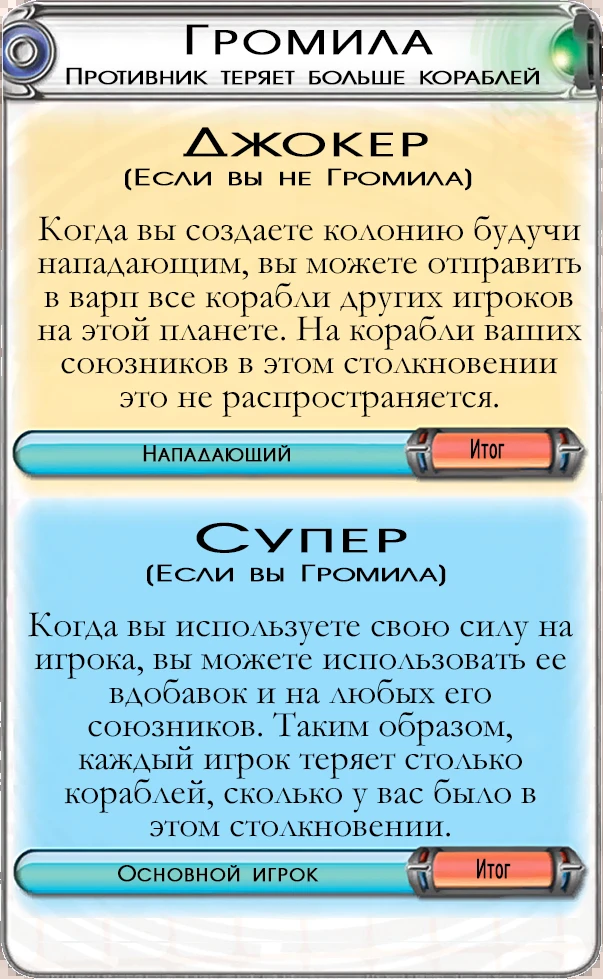 Громила
Противник теряет больше кораблей
Джокер
(Если вы не Громила)
Когда вы создаете колонию будучи
нападающим, вы можете отправить
в варп все корабли других игроков
на этой планете. На корабли ваших
союзников в этом столкновении
это не распространяется.
Нападающий
Итог
Супер
(Если вы Громила)
Когда вы используете свою силу на
игрока, вы можете использовать ее
вдобавок и на любых его
союзников. Таким образом,
каждый игрок теряет столько
кораблей, сколько у вас было в
этом столкновении.
Основной игрок
Итог